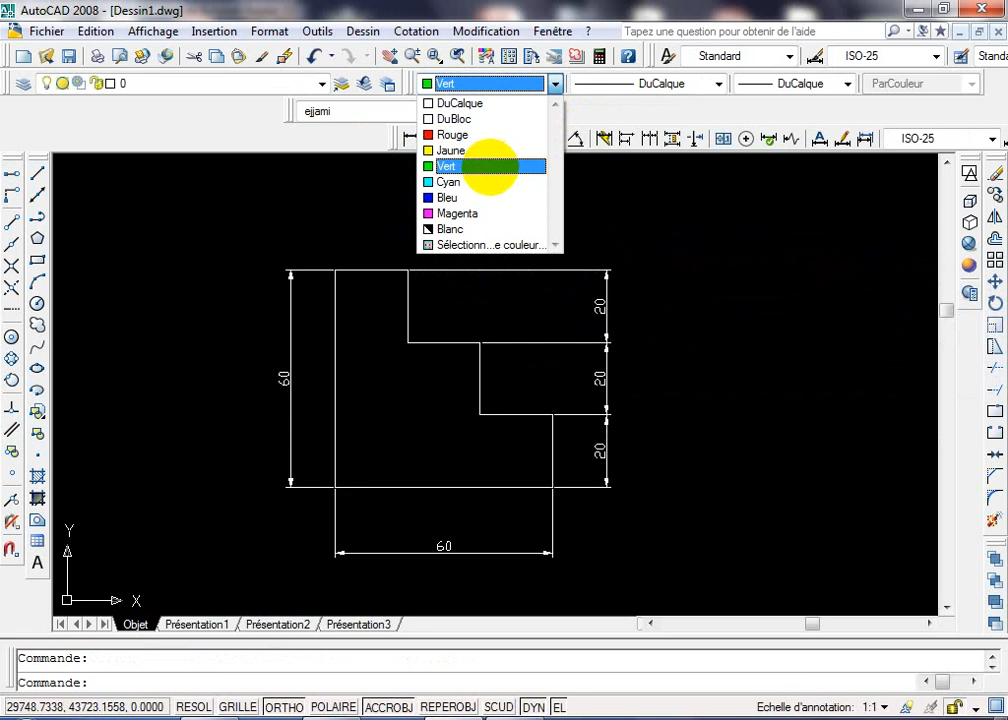 AutoCAD 2008 - [Dessin1.dwg]
Fichier Edition Affichage Insertion Format Outils Dessin Cotation Modification Fenêtre ? Tapez une question pour obtenir de l'aide
Standard ISO-25 Standa
0 Vert DuCalque DuCalque ParCouleur
ejjami
DuCalque
DuBloc
Rouge
Jaune
Vert
Cyan
Bleu
Magenta
Blanc
Sélectionn...e couleur...
ISO-25
20
60
20
20
60
Y
X
A
Objet Présentation1 Présentation2 Présentation3
Commande:
Commande:
29748.7338, 43723.1558, 0.0000 RESOL GRILLE ORTHO POLAIRE ACCROBJ REPEROBJ SCUD DYN EL Echelle d'annotation: 1:1